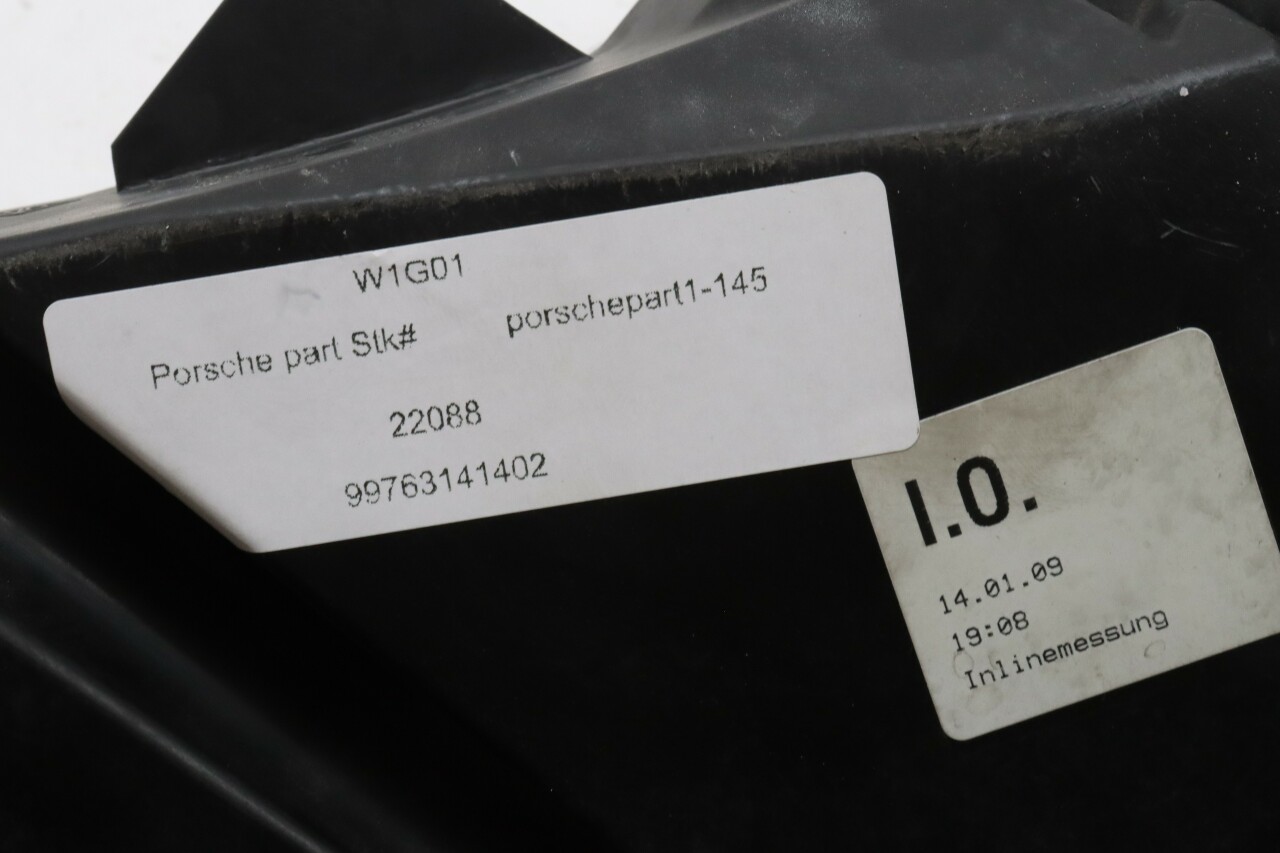 W1G01
Porsche part Stk# porschepart1-145
22088
99763141402
I.O.
14.01.09
19:08
Inlinemessung